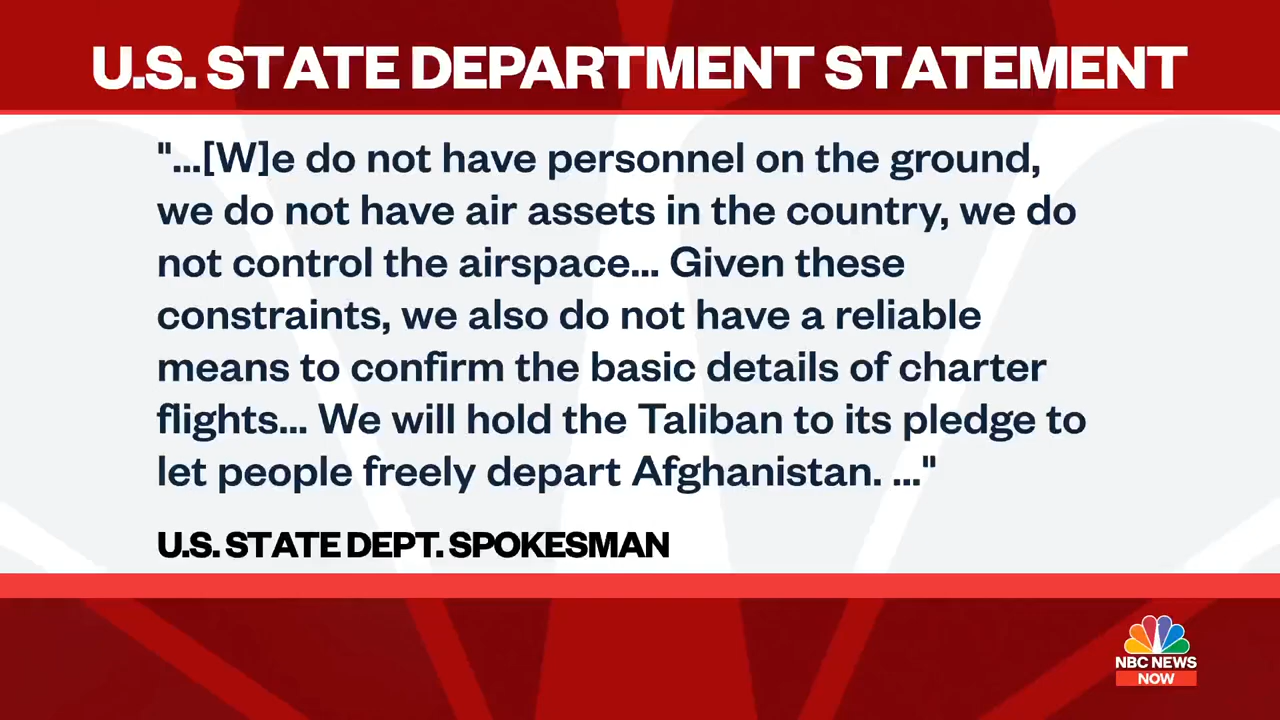 U.S. STATE DEPARTMENT STATEMENT
"...[W]e do not have personnel on the ground,
we do not have air assets in the country, we do
not control the airspace... Given these
constraints, we also do not have a reliable
means to confirm the basic details of charter
flights... We will hold the Taliban to its pledge to
let people freely depart Afghanistan. ..."
U.S. STATE DEPT. SPOKESMAN
NBC NEWS
NOW